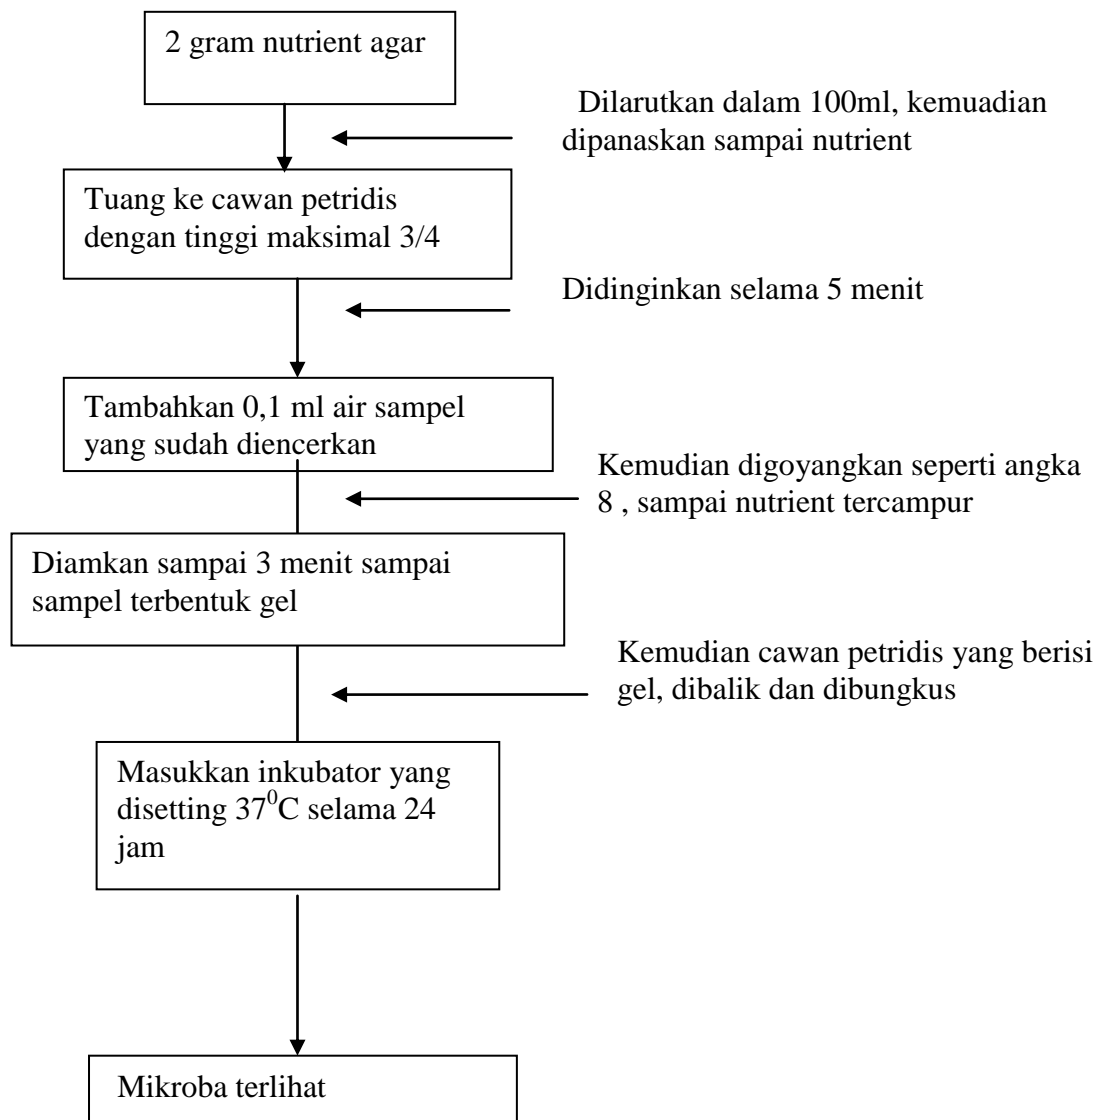 2 gram nutrient agar
Dilarutkan dalam 100ml, kemuadian
dipanaskan sampai nutrient
Tuang ke cawan petridis
dengan tinggi maksimal 3/4
Didinginkan selama 5 menit
Tambahkan 0,1 ml air sampel
yang sudah diencerkan
Kemudian digoyangkan seperti angka
8 , sampai nutrient tercampur
Diamkan sampai 3 menit sampai
sampel terbentuk gel
Kemudian cawan petridis yang berisi
gel, dibalik dan dibungkus
Masukkan inkubator yang
disetting 37⁰C selama 24
jam
Mikroba terlihat